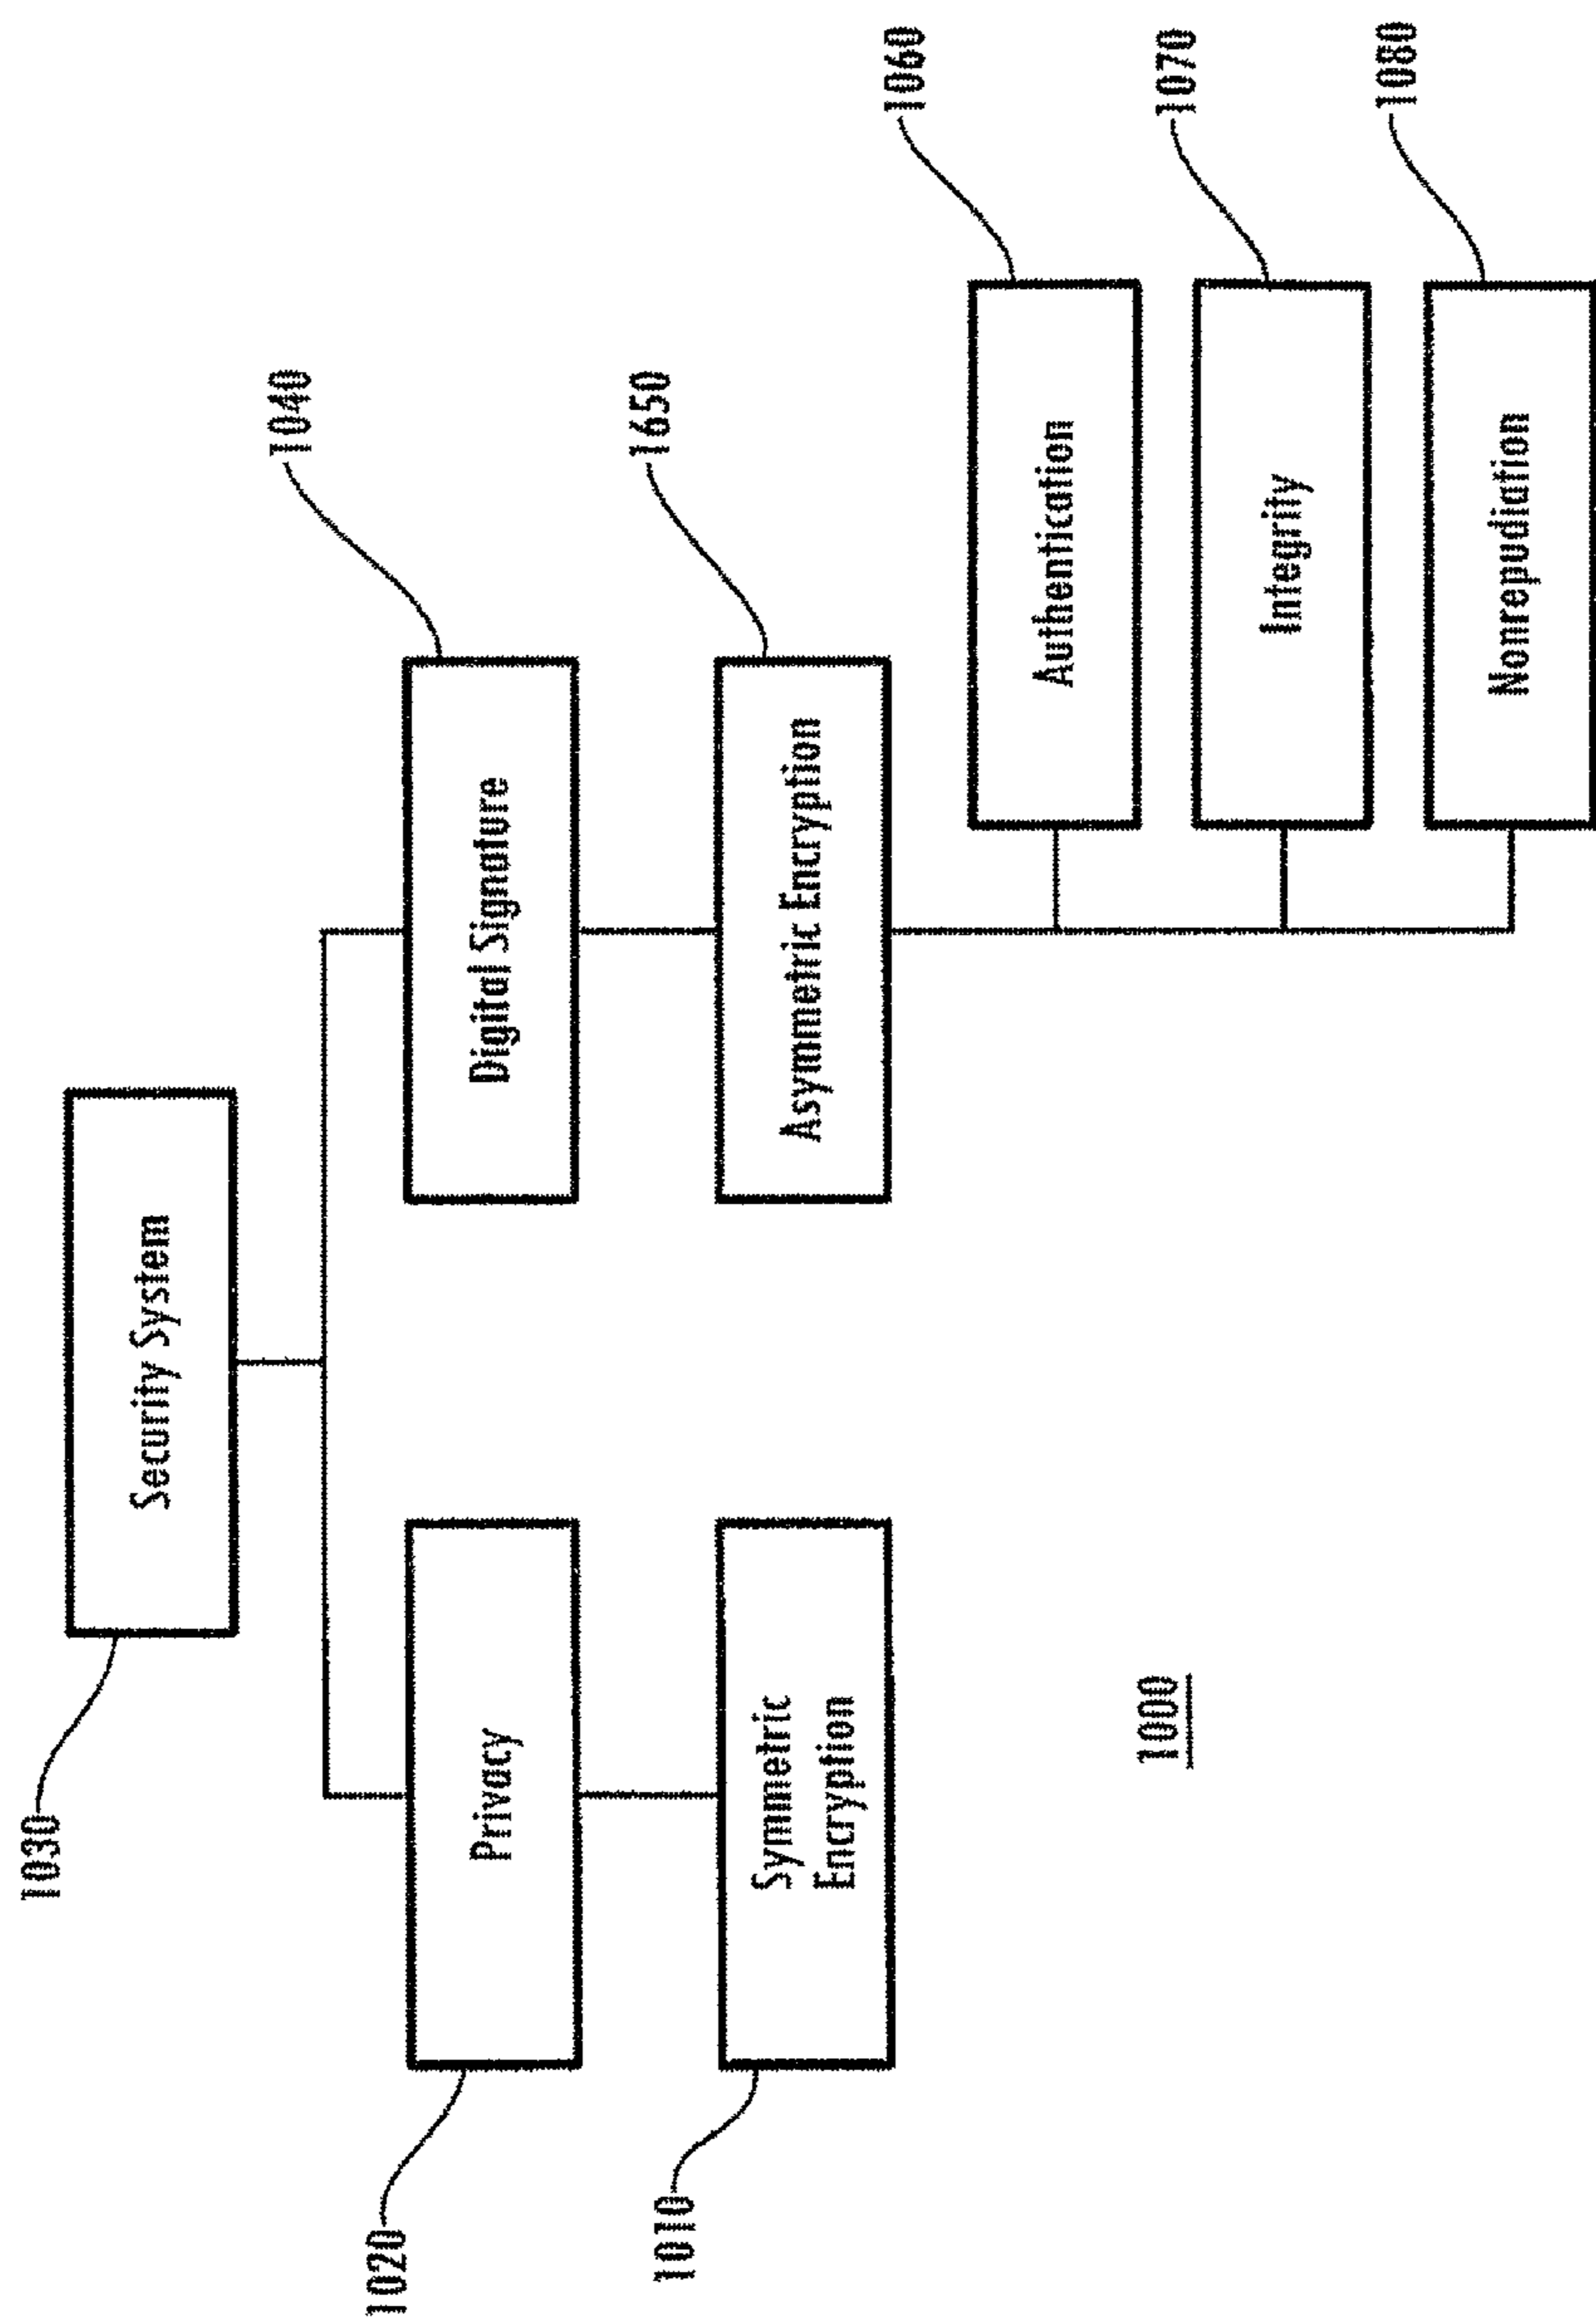 1030
Security System
1040
1020
Privacy
Digital Signature
1650
1010
Symmetric
Encryption
Asymmetric Encryption
1060
Authentication
1070
Integrity
1080
Nonrepudiation
1000